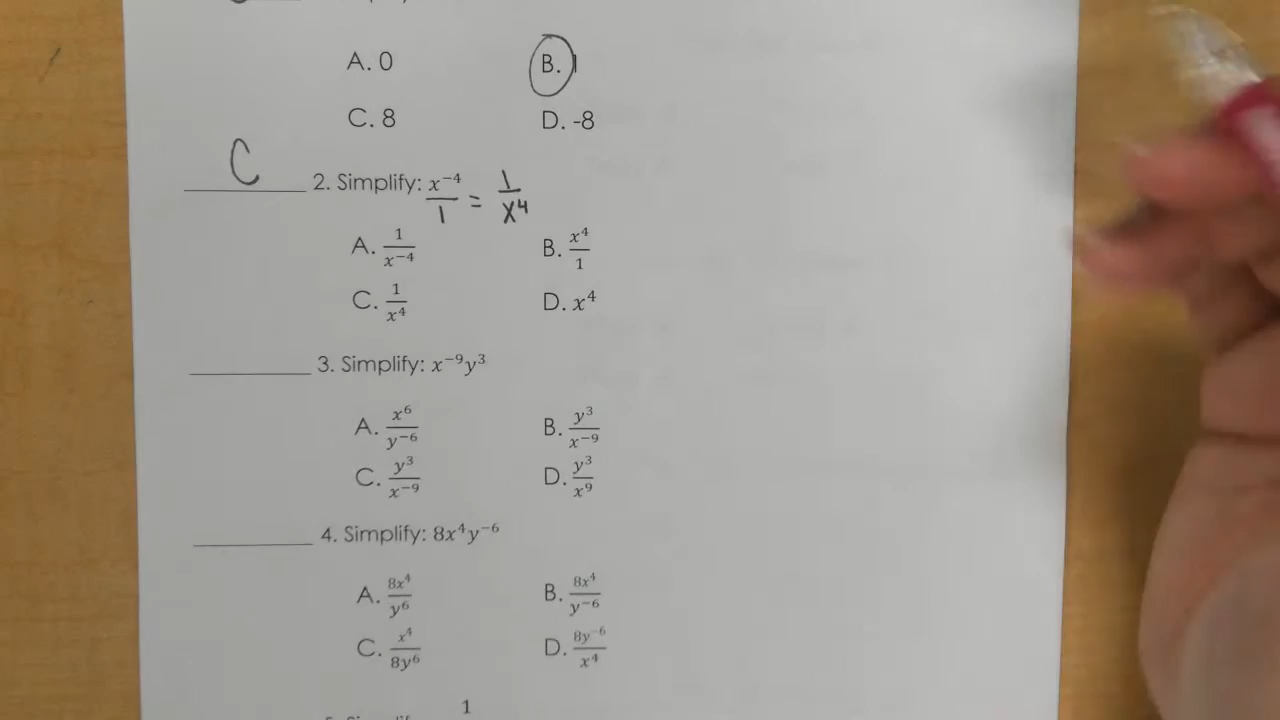 A. 0 B. 1
C. 8 D. -8
C 2. Simplify: x⁻⁴/1 = 1/x⁴
A. 1/x⁻⁴ B. x⁴/1
C. 1/x⁴ D. x⁴
3. Simplify: x⁻⁹y³
A. x⁶/y⁻⁶ B. y³/x⁻⁹
C. y³/x⁻⁹ D. y³/x⁹
4. Simplify: 8x⁴y⁻⁶
A. 8x⁴/y⁶ B. 8x⁴/y⁻⁶
C. x⁴/8y⁶ D. 8y⁻⁶/x⁴
1